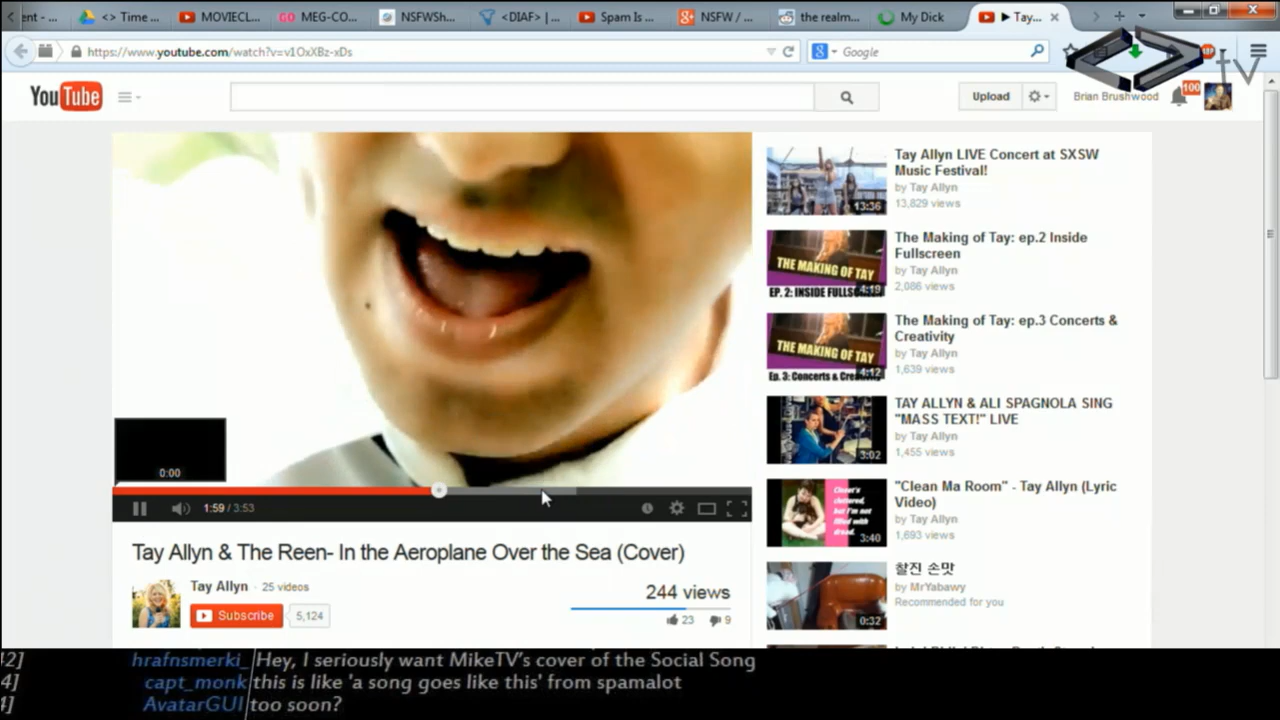 ent -
<> Time ...
MOVIECL...
MEG-CO...
NSFWSh...
<DIAF> | ...
Spam Is ...
NSFW / ...
the realm...
My Dick
▶ Tay...
https://www.youtube.com/watch?v=v1OxXBz-xDs
Google
tv
YouTube
Upload
Brian Brushwood
100
Tay Allyn LIVE Concert at SXSW
Music Festival!
by Tay Allyn
13,829 views
13:36
The Making of Tay: ep.2 Inside
Fullscreen
by Tay Allyn
2,086 views
THE MAKING OF TAY
EP. 2: INSIDE FULLSCREEN
4:19
The Making of Tay: ep.3 Concerts &
Creativity
by Tay Allyn
1,639 views
THE MAKING OF TAY
Ep. 3: Concerts &
4:12
TAY ALLYN & ALI SPAGNOLA SING
"MASS TEXT!" LIVE
by Tay Allyn
1,455 views
3:02
"Clean Ma Room" - Tay Allyn (Lyric
Video)
by Tay Allyn
1,693 views
3:40
찰진 손맛
by MrYabawy
Recommended for you
0:32
0:00
1:59 / 3:53
Tay Allyn & The Reen- In the Aeroplane Over the Sea (Cover)
Tay Allyn · 25 videos
Subscribe 5,124
244 views
23 9
42] hrafnsmerki_ Hey, I seriously want MikeTV's cover of the Social Song
4] capt_monk this is like 'a song goes like this' from spamalot
4] AvatarGUI too soon?